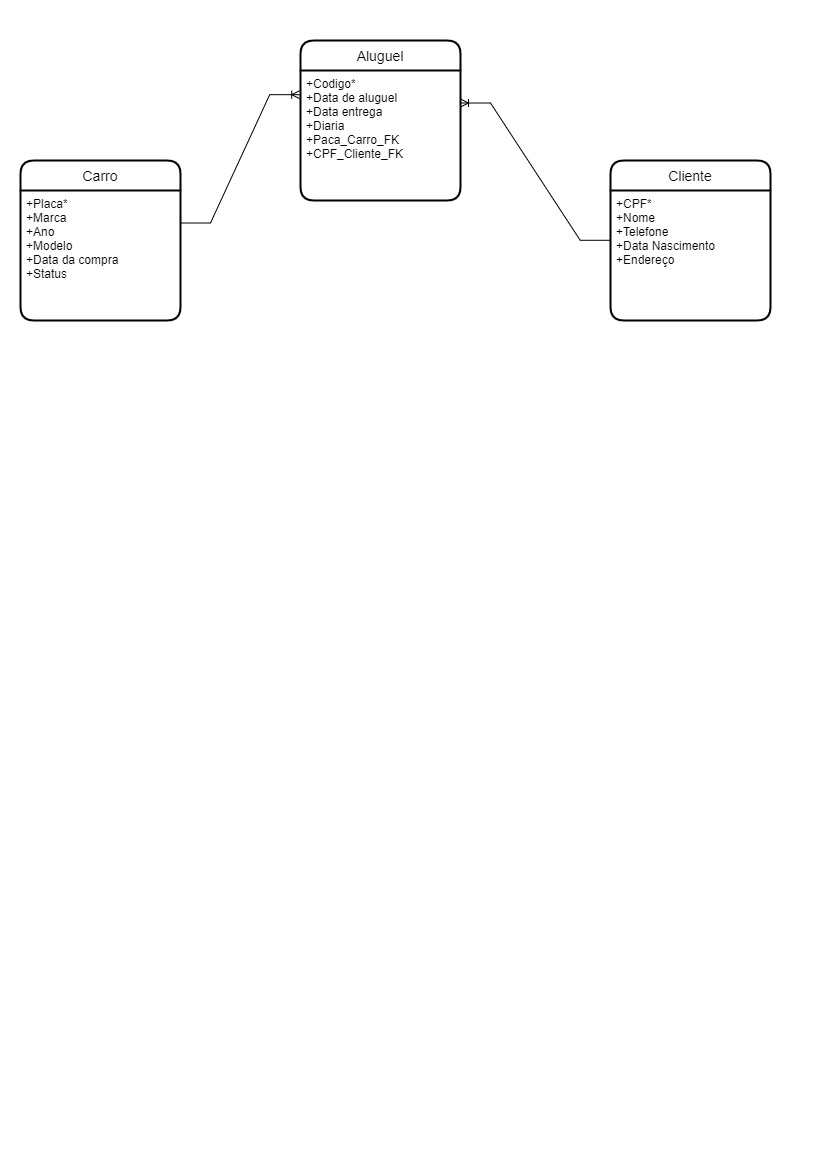 Aluguel
+Codigo*
+Data de aluguel
+Data entrega
+Diaria
+Paca_Carro_FK
+CPF_Cliente_FK
Carro
+Placa*
+Marca
+Ano
+Modelo
+Data da compra
+Status
Cliente
+CPF*
+Nome
+Telefone
+Data Nascimento
+Endereço